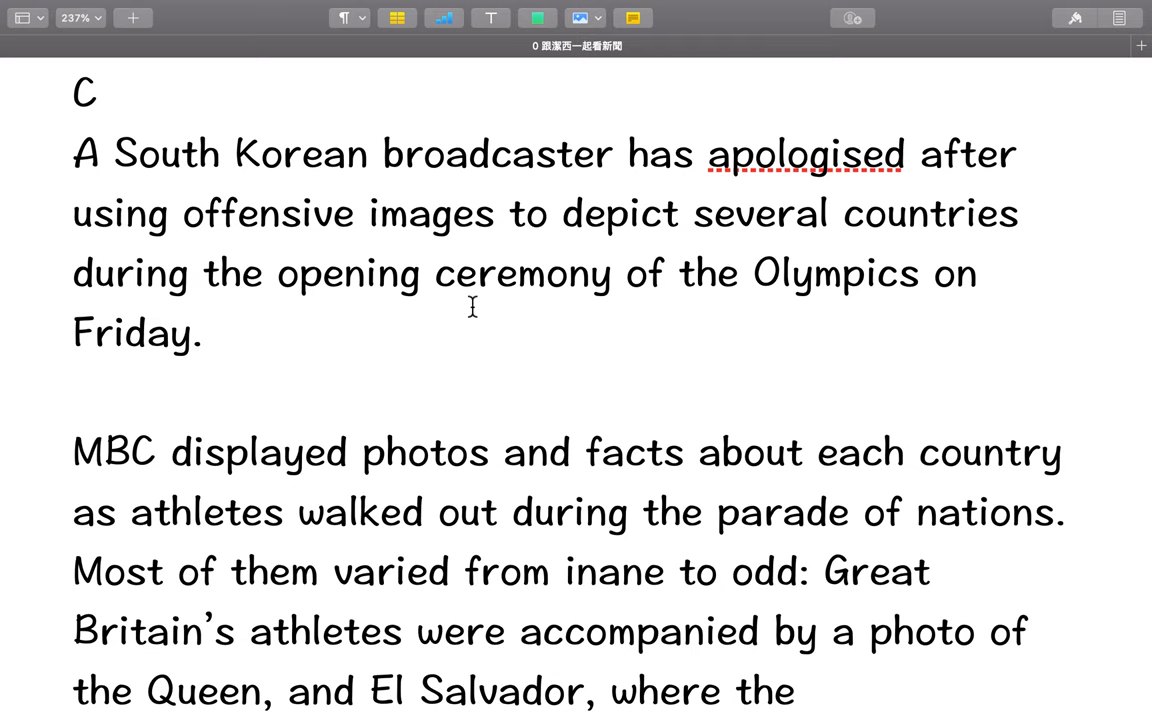 237%
0 跟潔西一起看新聞
C
A South Korean broadcaster has apologised after
using offensive images to depict several countries
during the opening ceremony of the Olympics on
Friday.
MBC displayed photos and facts about each country
as athletes walked out during the parade of nations.
Most of them varied from inane to odd: Great
Britain’s athletes were accompanied by a photo of
the Queen, and El Salvador, where the